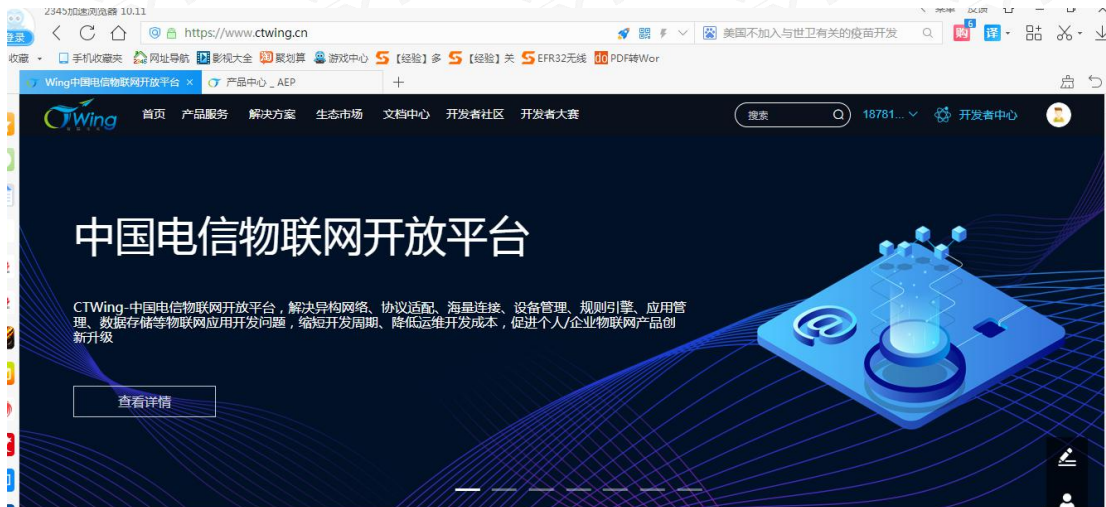 2345加速浏览器 10.11
https://www.ctwing.cn
美国不加入与世卫有关的疫苗开发
购
6
译
登录
收藏
手机收藏夹
网址导航
影视大全
聚划算
游戏中心
【经验】多
【经验】关
EFR32无线
PDF转Wor
Wing中国电信物联网开放平台
产品中心 _ AEP
CTWing
首页
产品服务
解决方案
生态市场
文档中心
开发者社区
开发者大赛
搜索
18781...
开发者中心
中国电信物联网开放平台
CTWing-中国电信物联网开放平台，解决异构网络、协议适配、海量连接、设备管理、规则引擎、应用管
理、数据存储等物联网应用开发问题，缩短开发周期、降低运维开发成本，促进个人/企业物联网产品创
新升级
查看详情